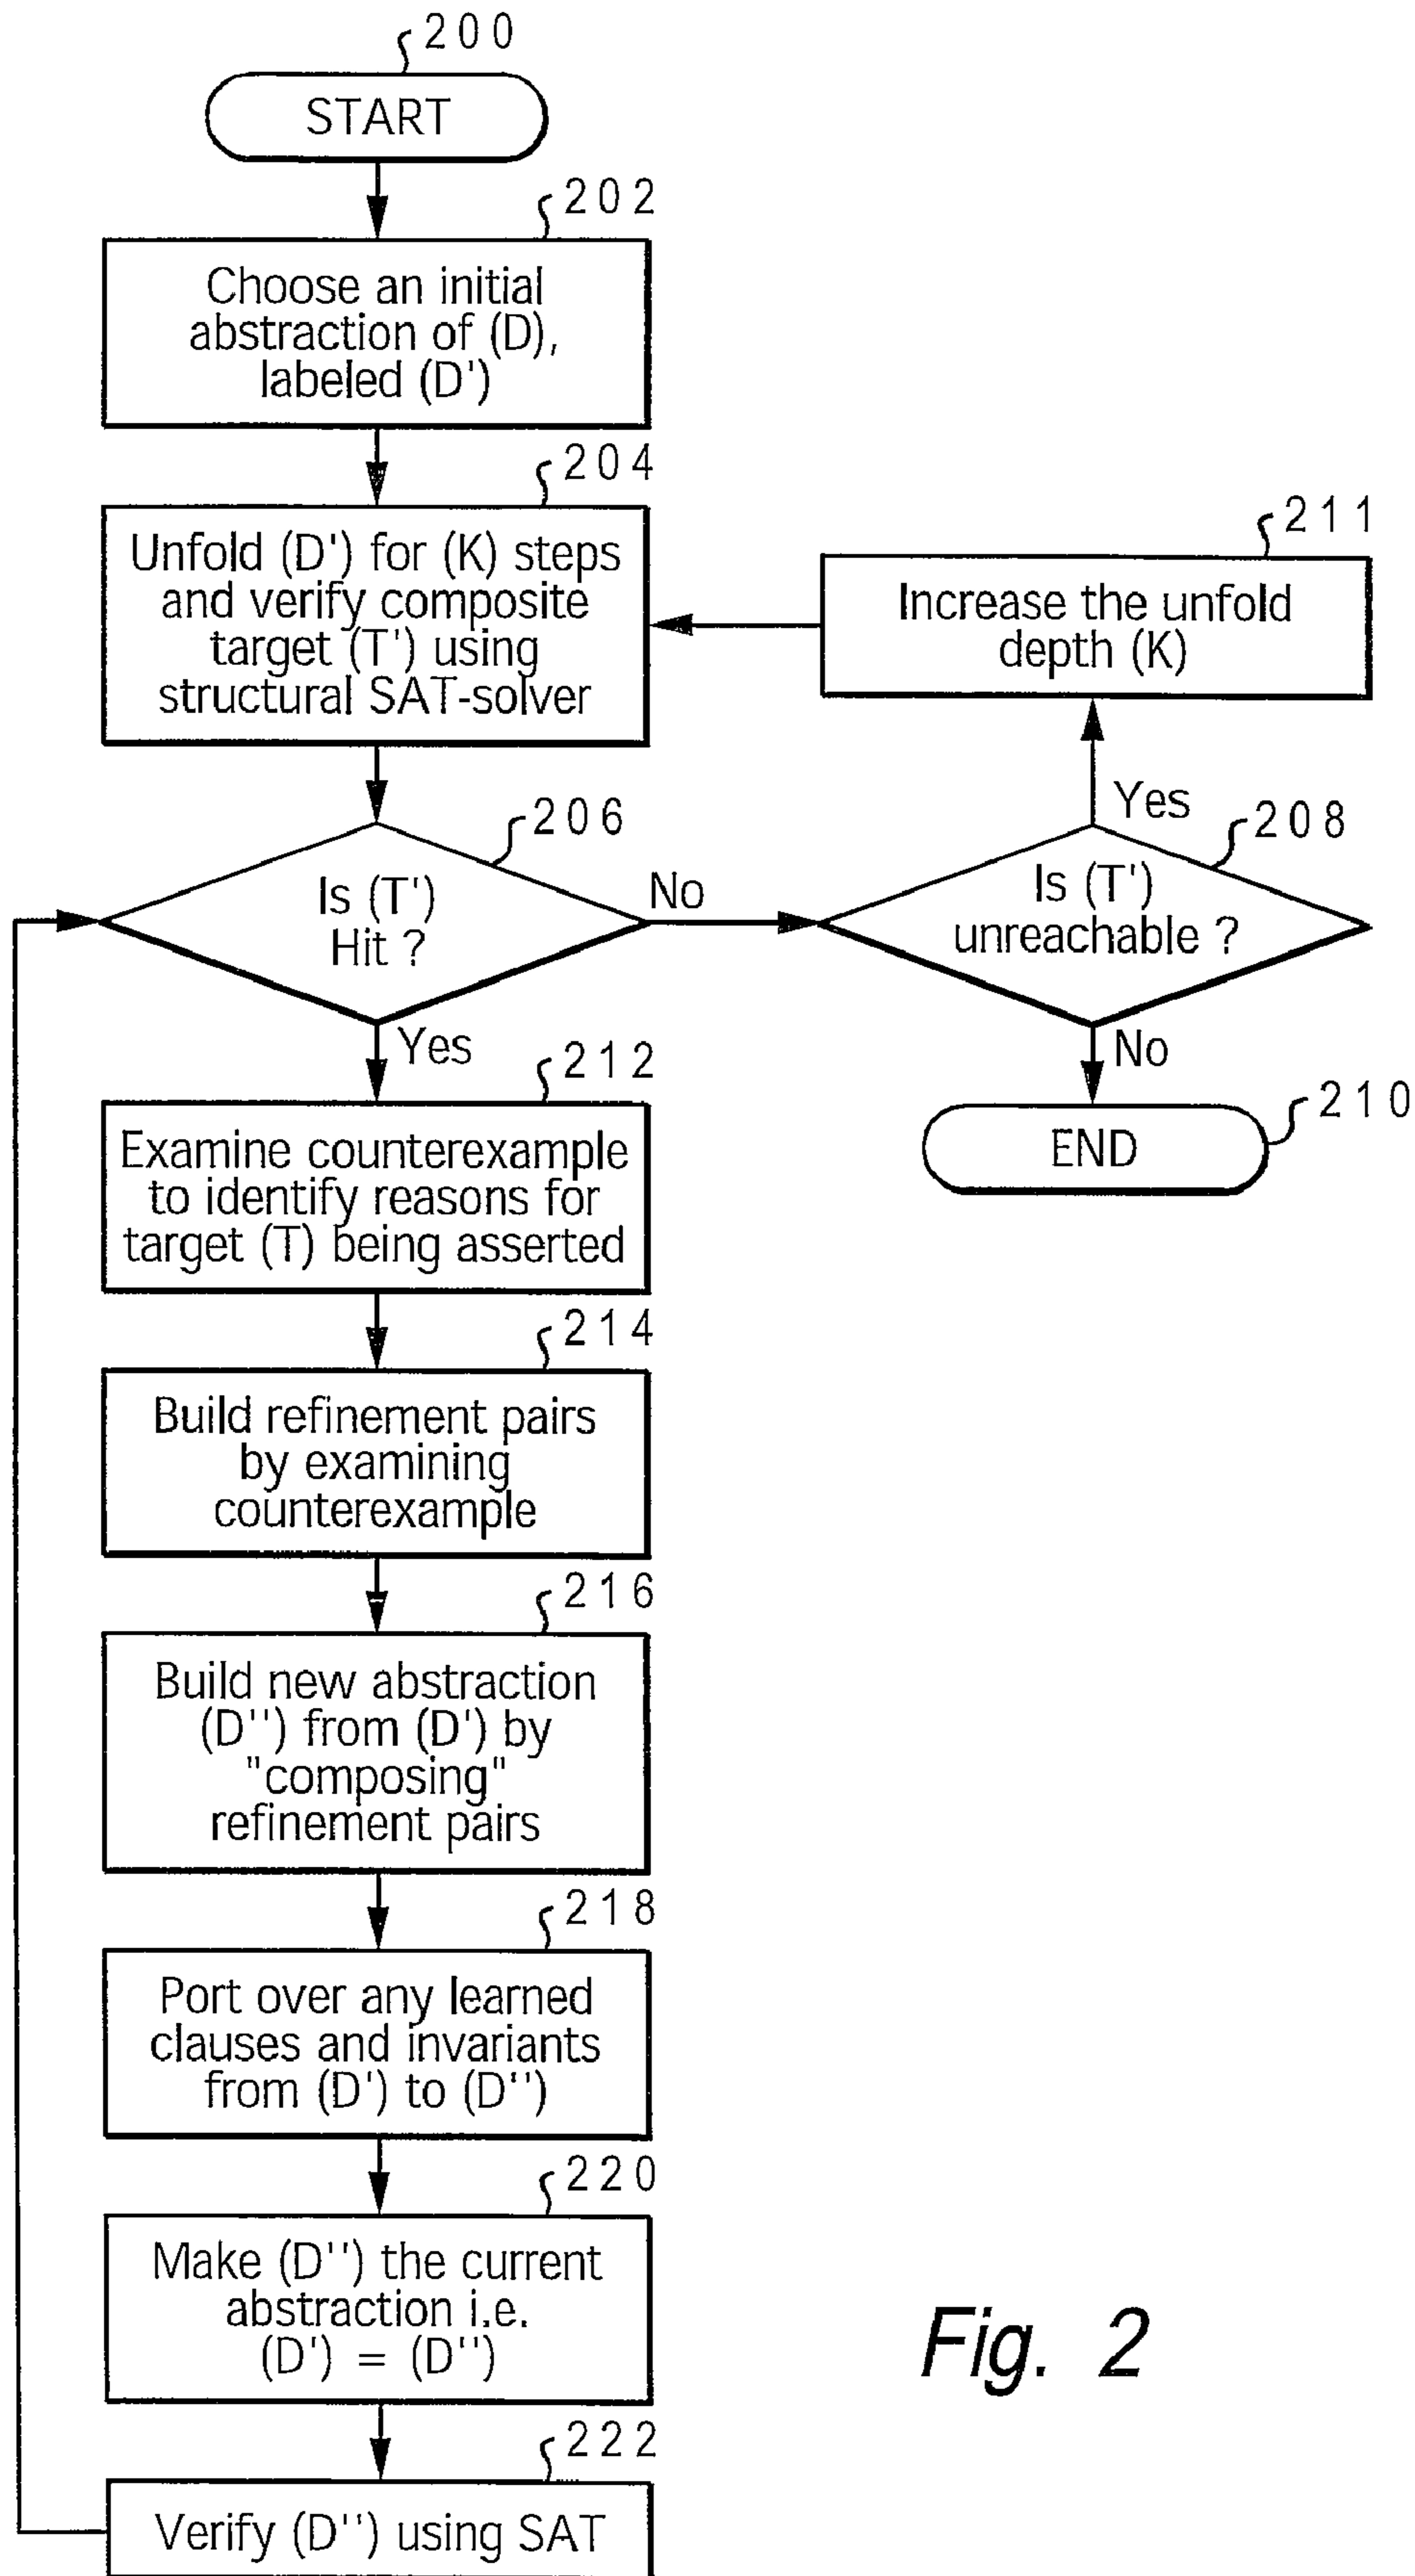 200
START
202
Choose an initial
abstraction of (D),
labeled (D')
204
Unfold (D') for (K) steps
and verify composite
target (T') using
structural SAT-solver
211
Increase the unfold
depth (K)
206
Is (T')
Hit ?
No
Yes
208
Is (T')
unreachable ?
Yes
No
210
END
212
Examine counterexample
to identify reasons for
target (T) being asserted
214
Build refinement pairs
by examining
counterexample
216
Build new abstraction
(D'') from (D') by
"composing"
refinement pairs
218
Port over any learned
clauses and invariants
from (D') to (D'')
220
Make (D'') the current
abstraction i.e.
(D') = (D'')
222
Verify (D'') using SAT
Fig. 2